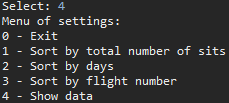 Select: 4
Menu of settings:
0 - Exit
1 - Sort by total number of sits
2 - Sort by days
3 - Sort by flight number
4 - Show data